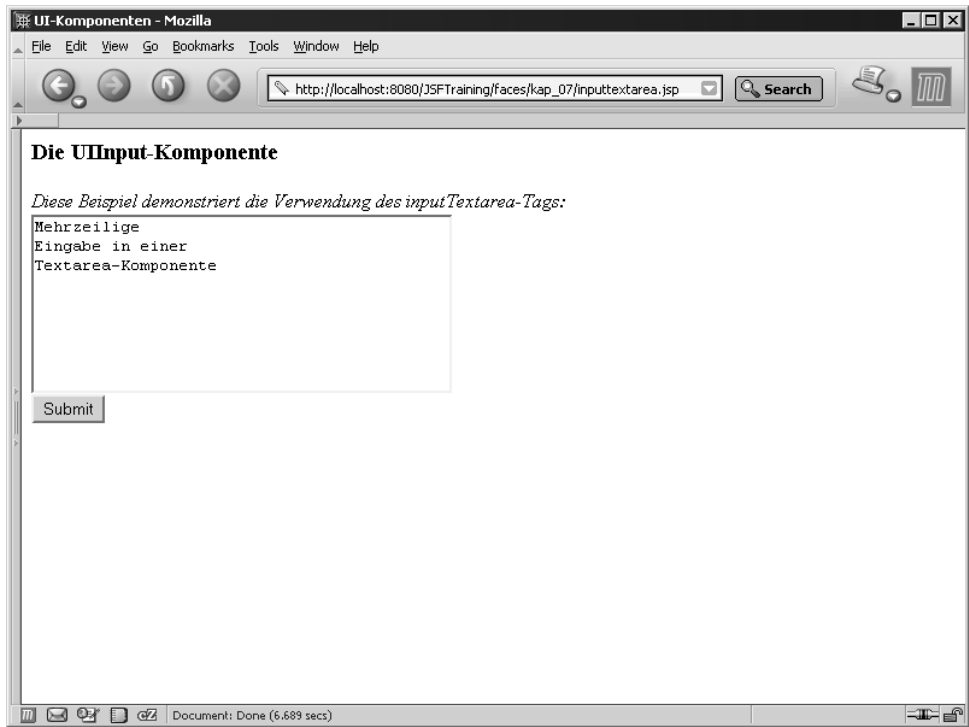 UI-Komponenten - Mozilla
File Edit View Go Bookmarks Tools Window Help
http://localhost:8080/JSFTraining/faces/kap_07/inputtextarea.jsp Search
Die UIInput-Komponente
Diese Beispiel demonstriert die Verwendung des inputTextarea-Tags:
Mehrzeilige
Eingabe in einer
Textarea-Komponente
Submit
Document: Done (6.689 secs)